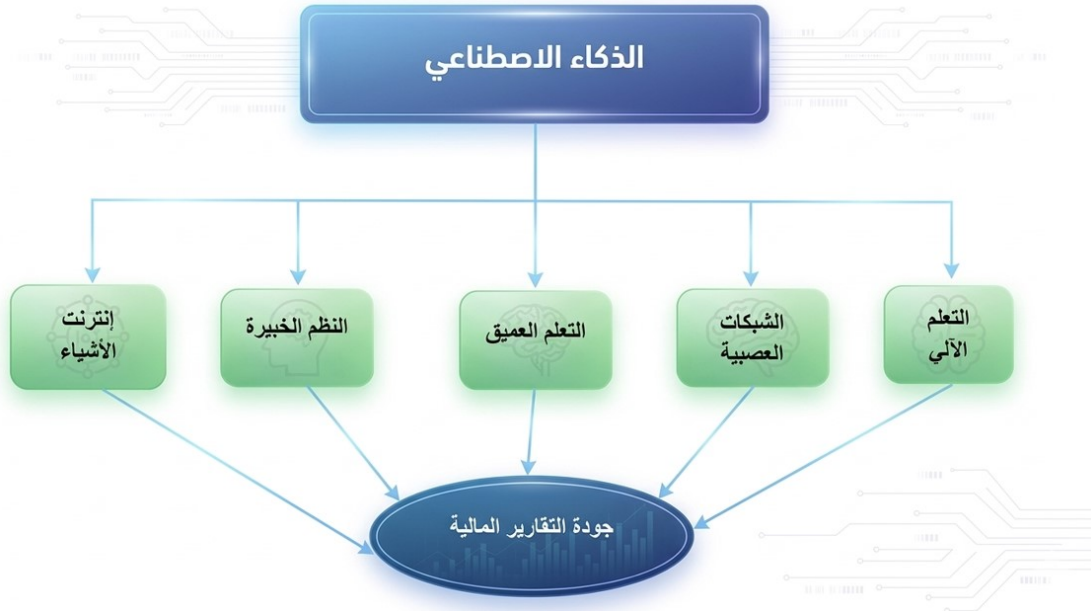 الذكاء الاصطناعي
التعلم
الآلي
الشبكات
العصبية
التعلم العميق
النظم الخبيرة
إنترنت
الأشياء
جودة التقارير المالية